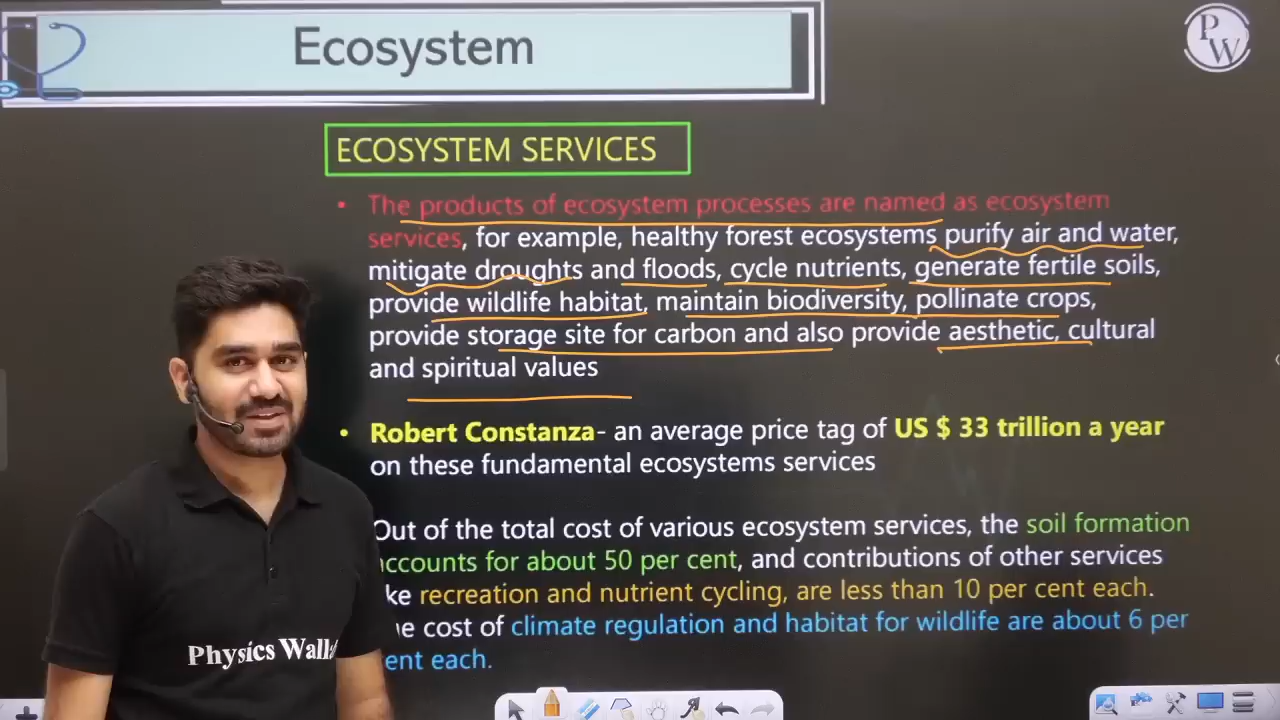 Ecosystem
PW
ECOSYSTEM SERVICES
• The products of ecosystem processes are named as ecosystem
services, for example, healthy forest ecosystems purify air and water,
mitigate droughts and floods, cycle nutrients, generate fertile soils,
provide wildlife habitat, maintain biodiversity, pollinate crops,
provide storage site for carbon and also provide aesthetic, cultural
and spiritual values
• Robert Constanza- an average price tag of US $ 33 trillion a year
on these fundamental ecosystems services
Out of the total cost of various ecosystem services, the soil formation
ccounts for about 50 per cent, and contributions of other services
ke recreation and nutrient cycling, are less than 10 per cent each.
e cost of climate regulation and habitat for wildlife are about 6 per
ent each.
Physics Walla